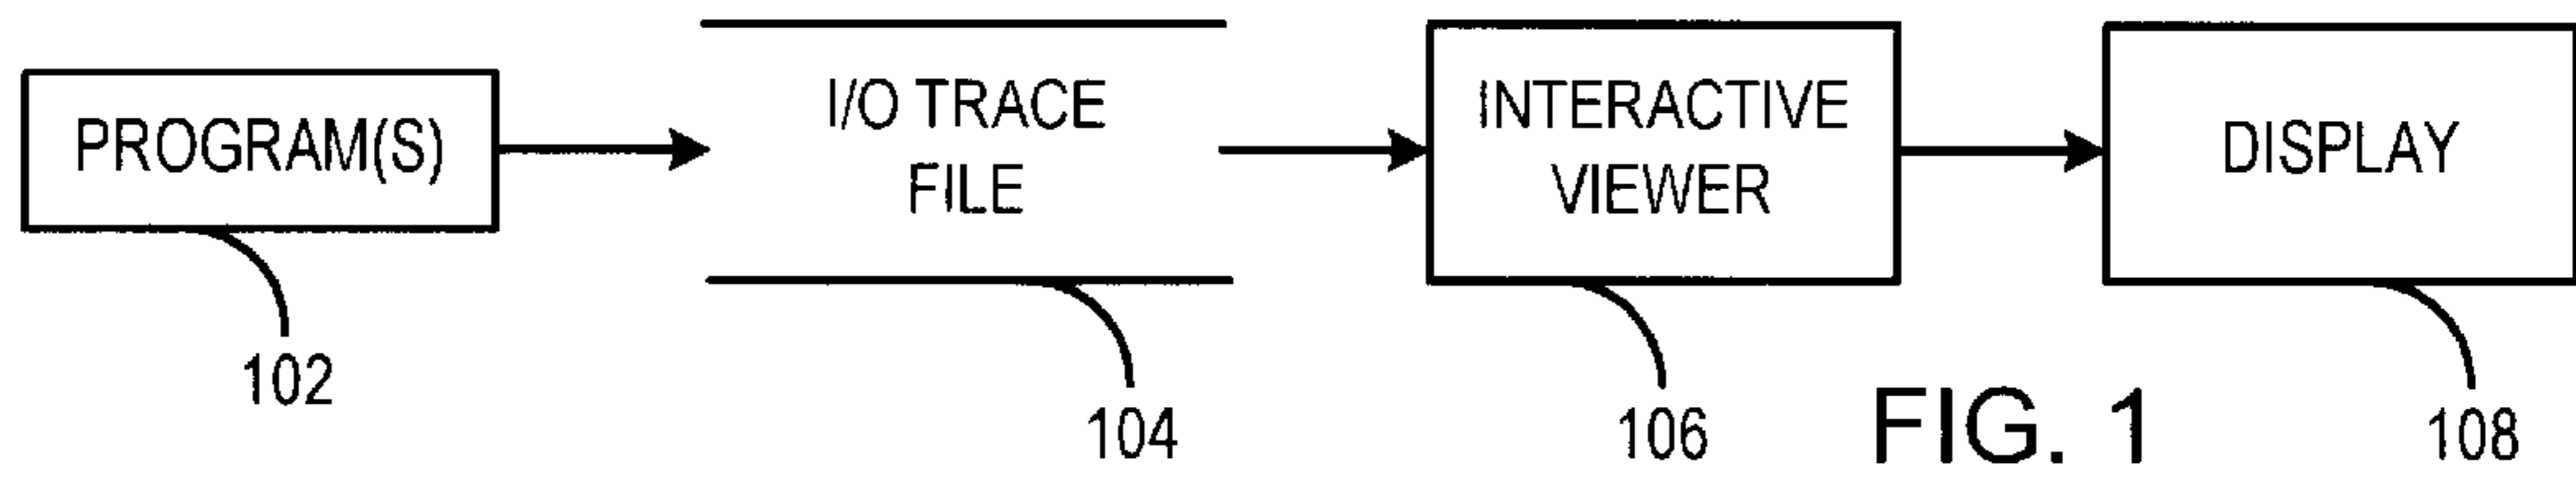 PROGRAM(S)
I/O TRACE
FILE
INTERACTIVE
VIEWER
DISPLAY
102
104
106
FIG. 1
108